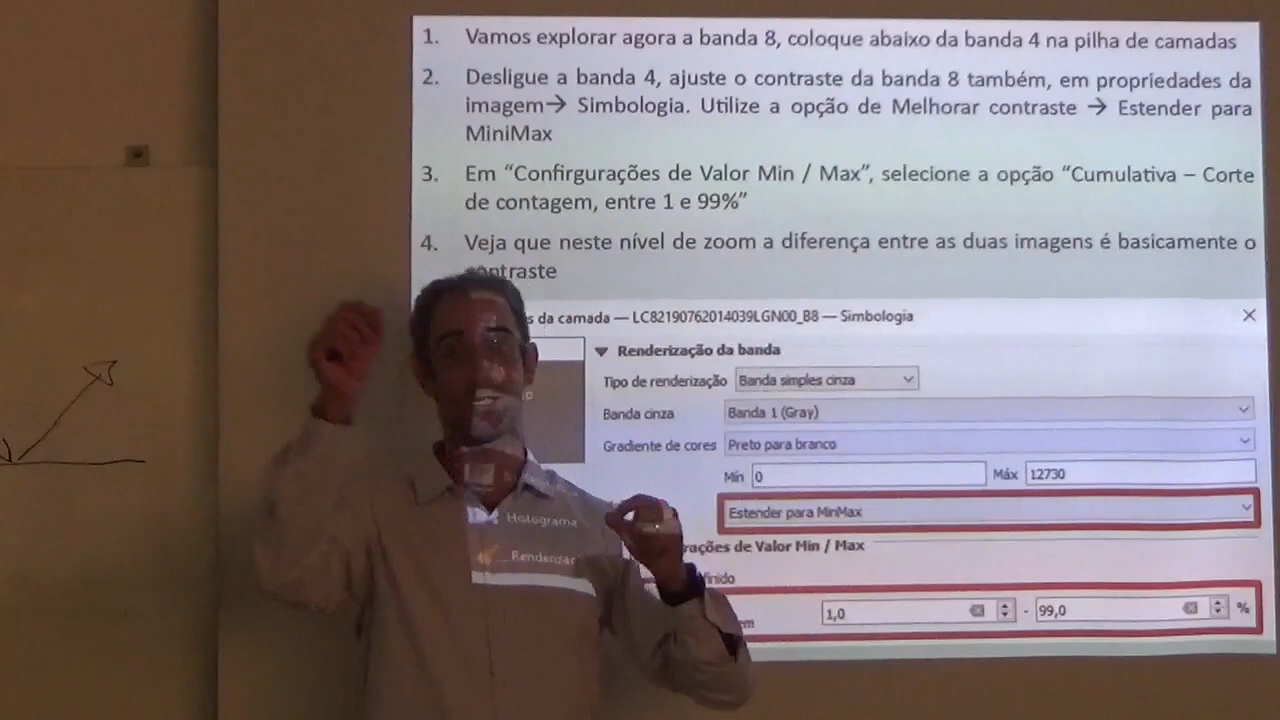 1. Vamos explorar agora a banda 8, coloque abaixo da banda 4 na pilha de camadas
2. Desligue a banda 4, ajuste o contraste da banda 8 também, em propriedades da
imagem→ Simbologia. Utilize a opção de Melhorar contraste → Estender para
MiniMax
3. Em “Confirgurações de Valor Min / Max”, selecione a opção “Cumulativa – Corte
de contagem, entre 1 e 99%”
4. Veja que neste nível de zoom a diferença entre as duas imagens é basicamente o
contraste
da camada — LC82190762014039LGN00_B8 — Simbologia
Renderização da banda
Tipo de renderização Banda simples cinza
Banda cinza Banda 1 (Gray)
Gradiente de cores Preto para branco
Mín 0 Máx 12730
Estender para MinMax
Holograma
de Valor Min / Max
Renderizar
1,0 - 99,0 %